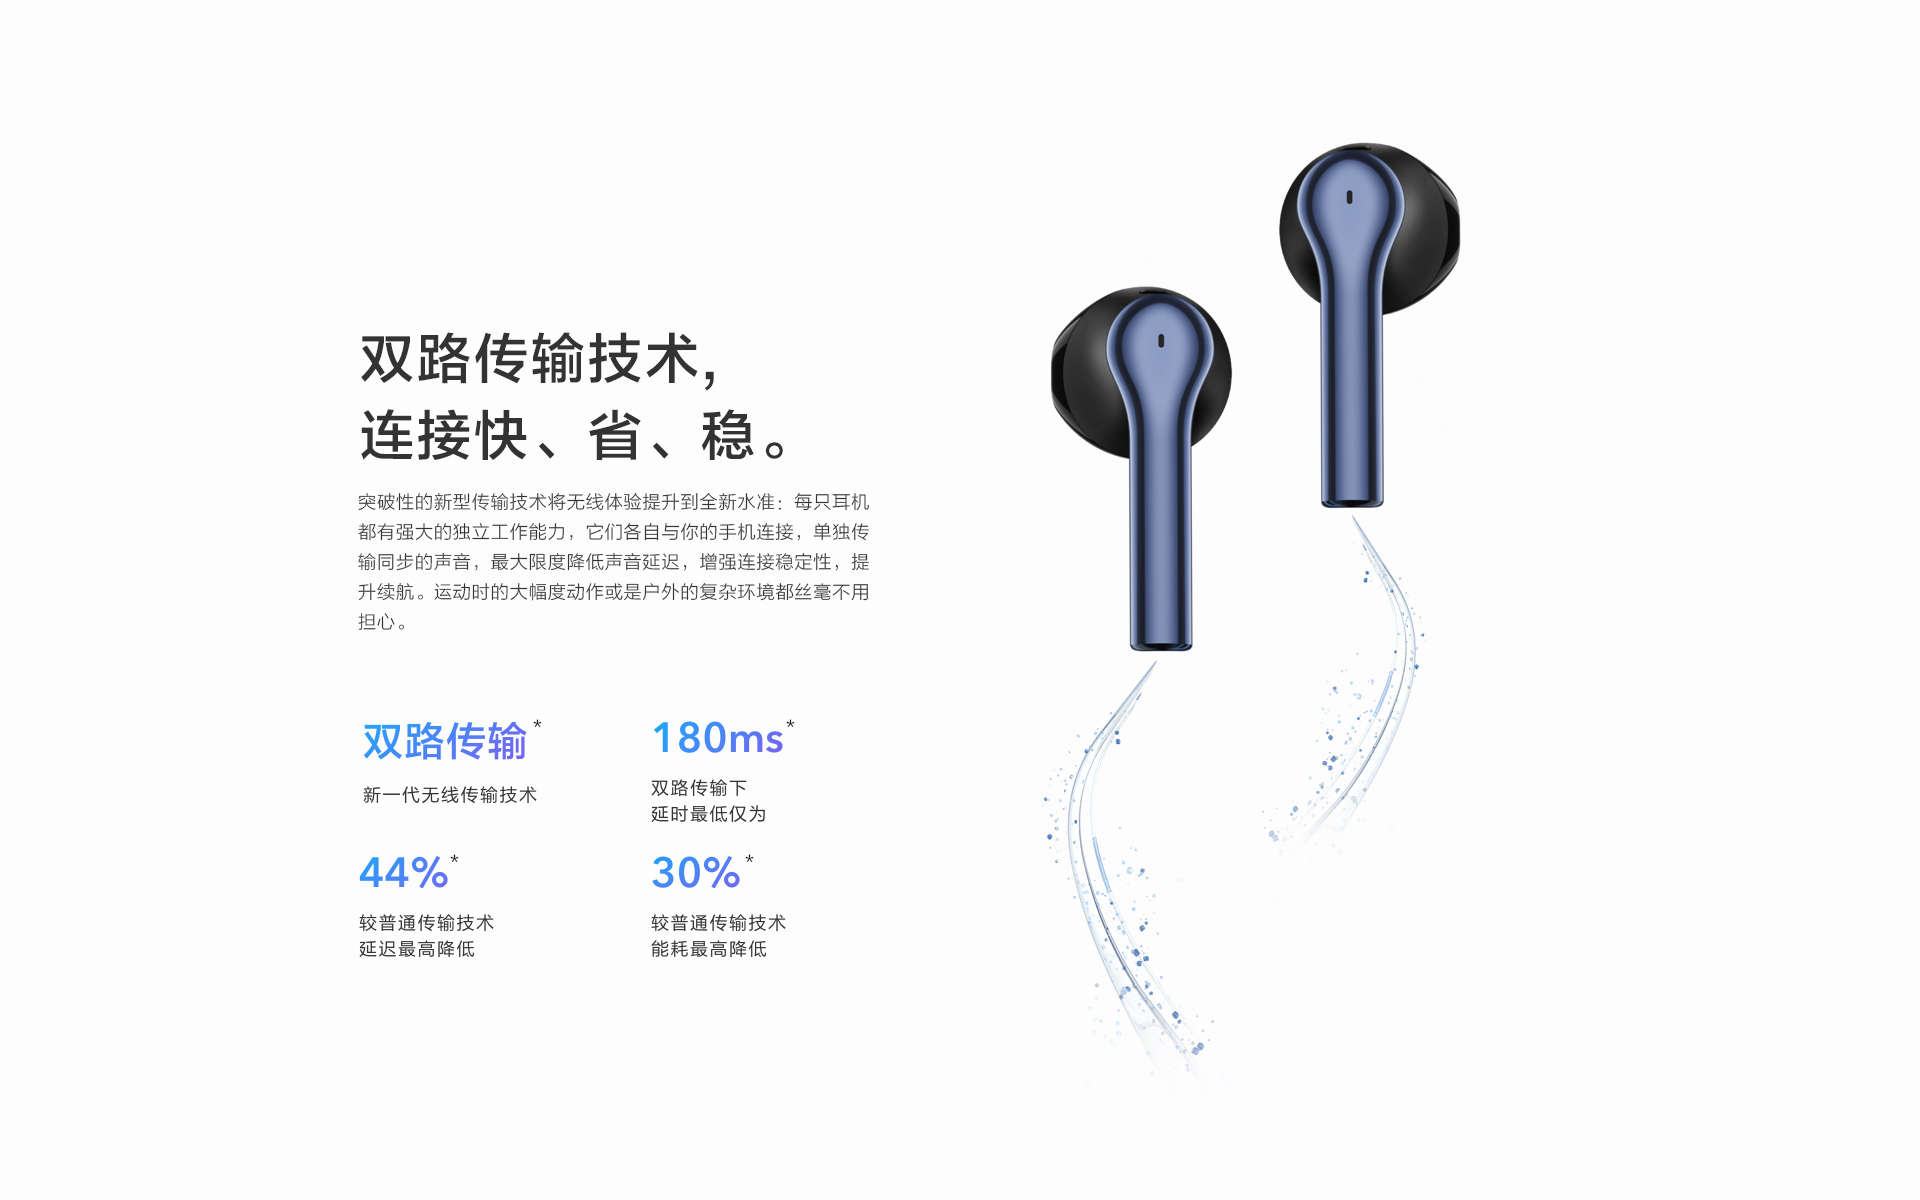 双路传输技术，
连接快、省、稳。
突破性的新型传输技术将无线体验提升到全新水准：每只耳机
都有强大的独立工作能力，它们各自与你的手机连接，单独传
输同步的声音，最大限度降低声音延迟，增强连接稳定性，提
升续航。运动时的大幅度动作或是户外的复杂环境都丝毫不用
担心。
双路传输*
新一代无线传输技术
180ms*
双路传输下
延时最低仅为
44%*
较普通传输技术
延迟最高降低
30%*
较普通传输技术
能耗最高降低